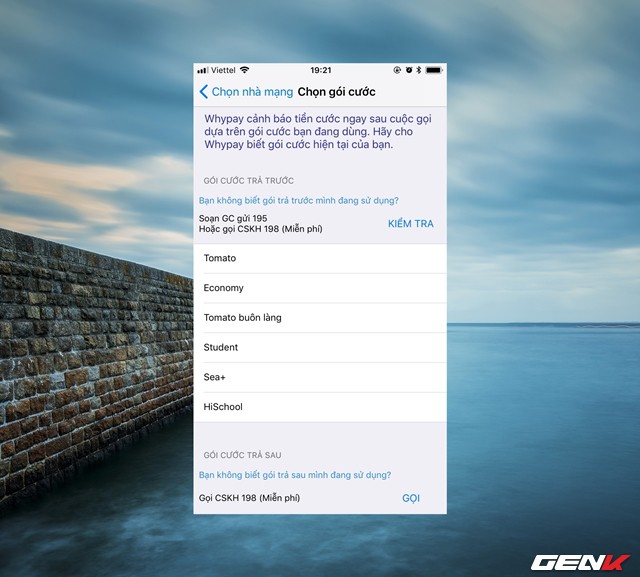 Viettel 19:21
Chọn nhà mạng Chọn gói cước
Whypay cảnh báo tiền cước ngay sau cuộc gọi
dựa trên gói cước bạn đang dùng. Hãy cho
Whypay biết gói cước hiện tại của bạn.
GÓI CƯỚC TRẢ TRƯỚC
Bạn không biết gói trả trước mình đang sử dụng?
Soạn GC gửi 195
Hoặc gọi CSKH 198 (Miễn phí)
KIỂM TRA
Tomato
Economy
Tomato buôn làng
Student
Sea+
HiSchool
GÓI CƯỚC TRẢ SAU
Bạn không biết gói trả sau mình đang sử dụng?
Gọi CSKH 198 (Miễn phí) GỌI
GENK